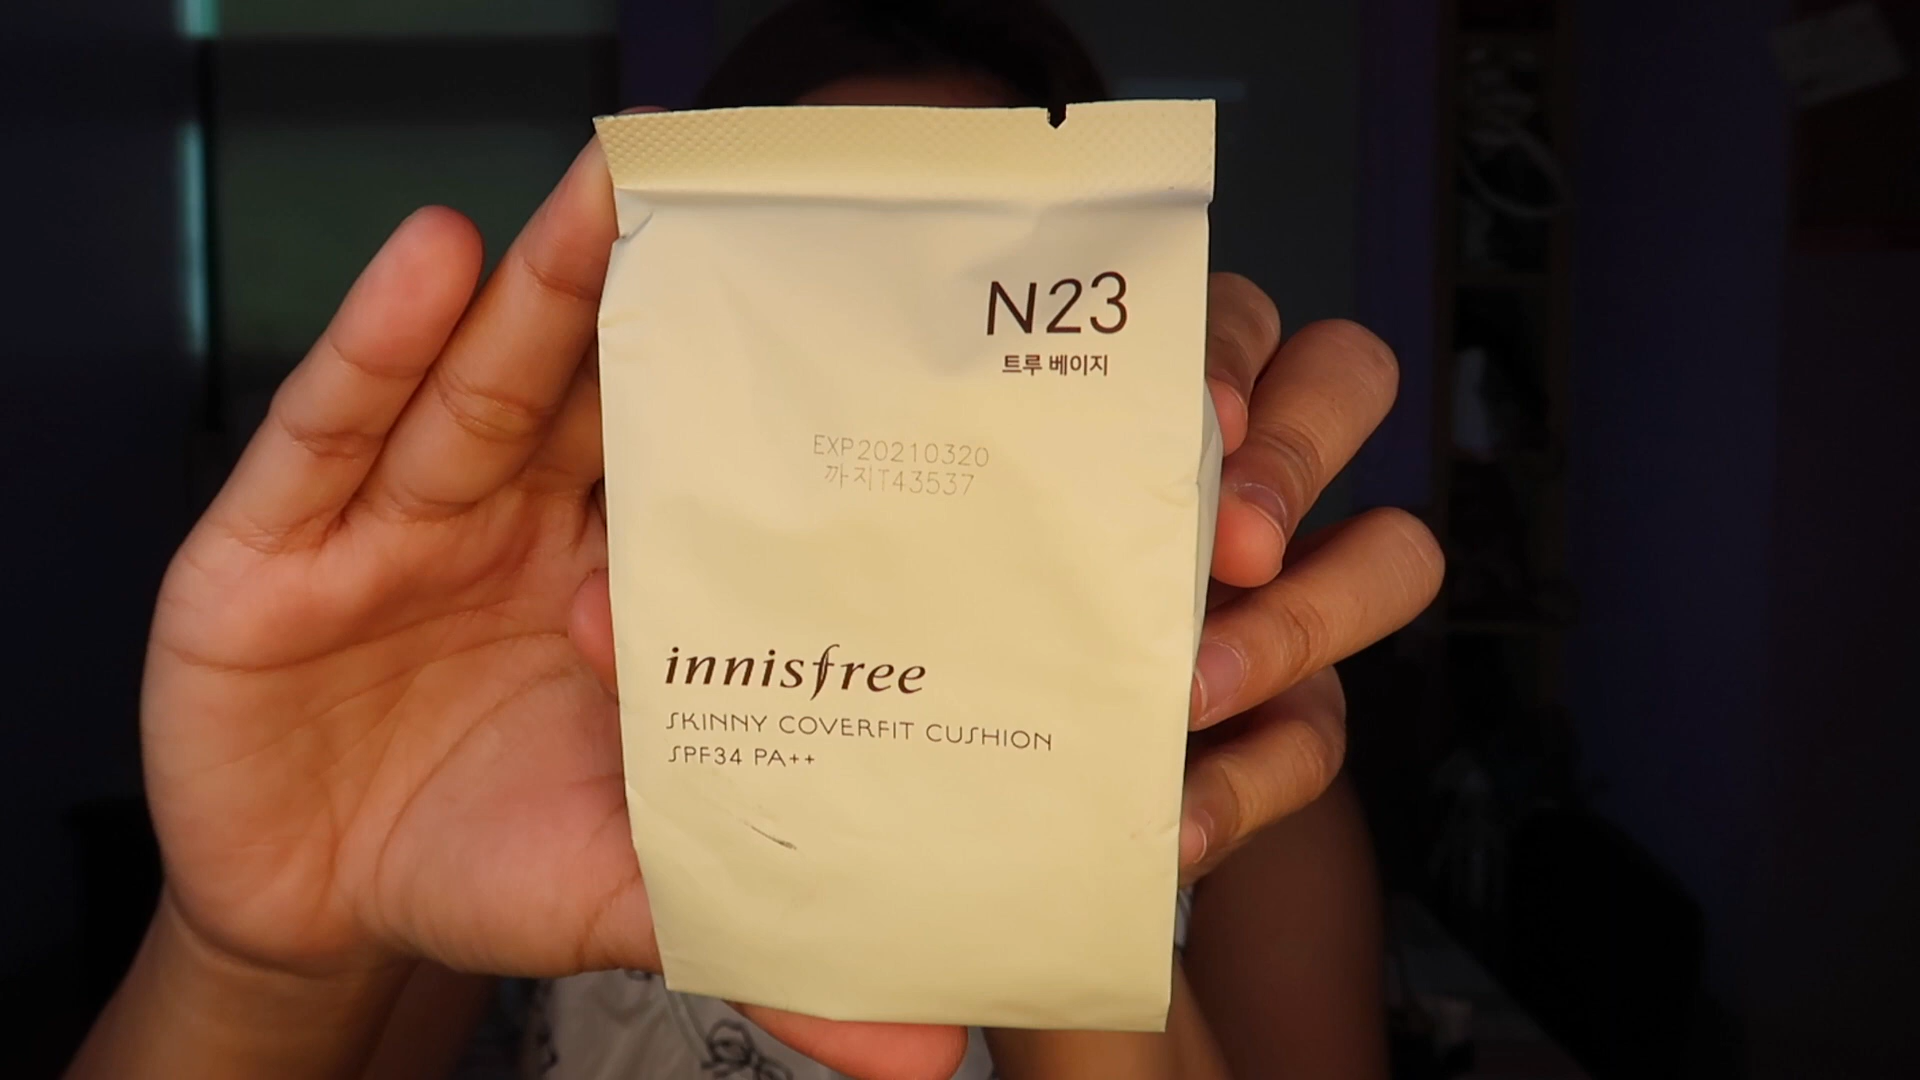 N23
트루 베이지
EXP20210320
까지T43537
innisfree
SKINNY COVERFIT CUSHION
SPF34 PA++